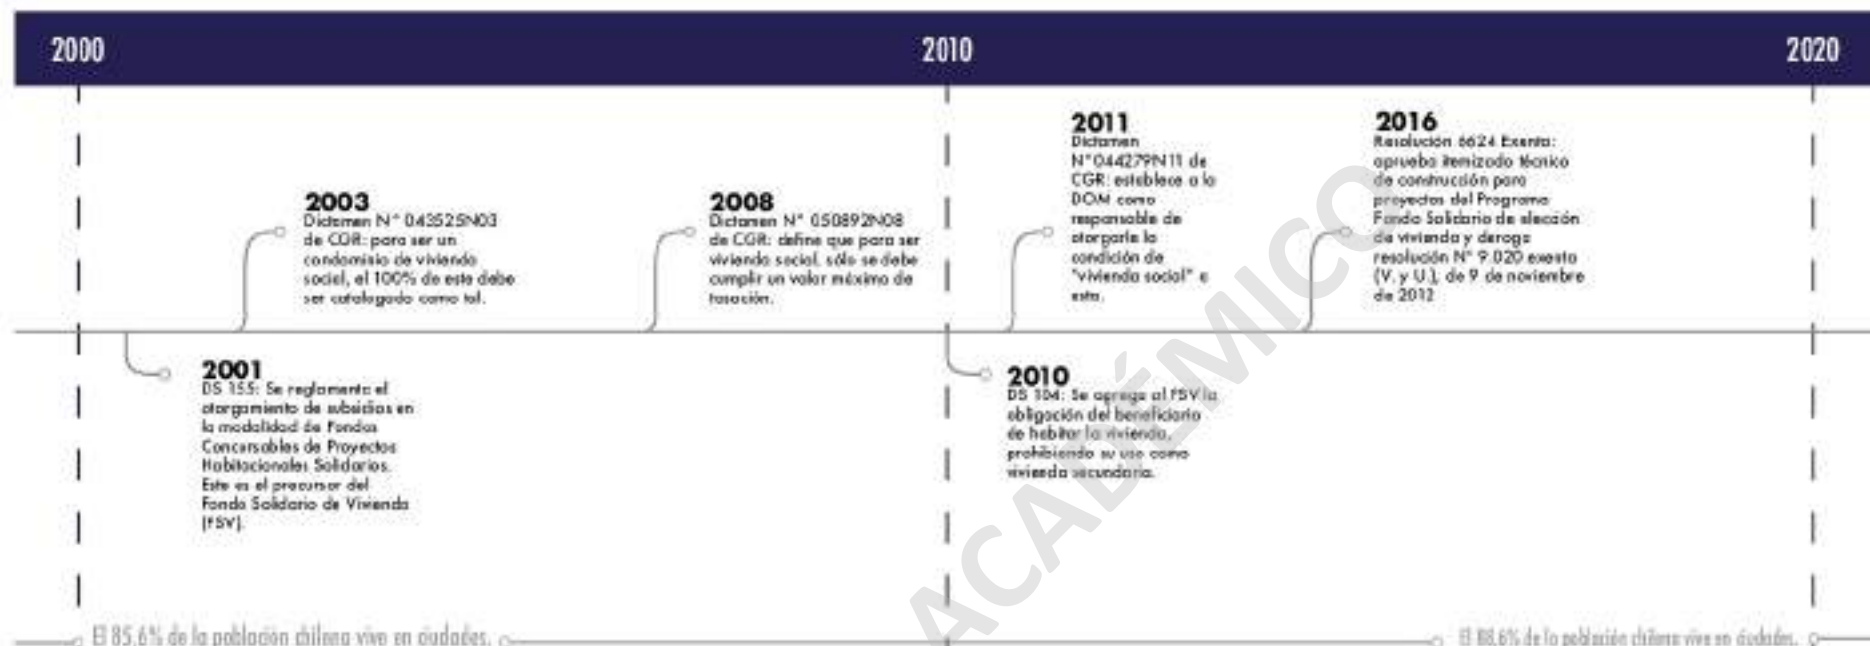 2000
2010
2020
2003
Dictamen N° 043525N03
de CGR: para ser un
condominio de vivienda
social, el 100% de este debe
ser catalogado como tal.
2008
Dictamen N° 050892N08
de CGR: define que para ser
vivienda social, sólo se debe
cumplir un valor máximo de
tasación.
2011
Dictamen
N°044279N11 de
CGR: establece a la
DOM como
responsable de
otorgarle la
condición de
"vivienda social" a
esta.
2016
Resolución 6624 Exenta:
aprueba itemizado técnico
de construcción para
proyectos del Programa
Fondo Solidario de elección
de vivienda y deroga
resolución N° 9.020 exenta
(V. y U.), de 9 de noviembre
de 2012
2001
DS 155: Se reglamenta el
otorgamiento de subsidios en
la modalidad de Fondos
Concursables de Proyectos
Habitacionales Solidarios.
Este es el precursor del
Fondo Solidario de Vivienda
(FSV).
2010
DS 104: Se agrega al FSV la
obligación del beneficiario
de habitar la vivienda,
prohibiendo su uso como
vivienda secundaria.
ACADÉMICO
El 85.6% de la población chilena vive en ciudades.
El 88.6% de la población chilena vive en ciudades.